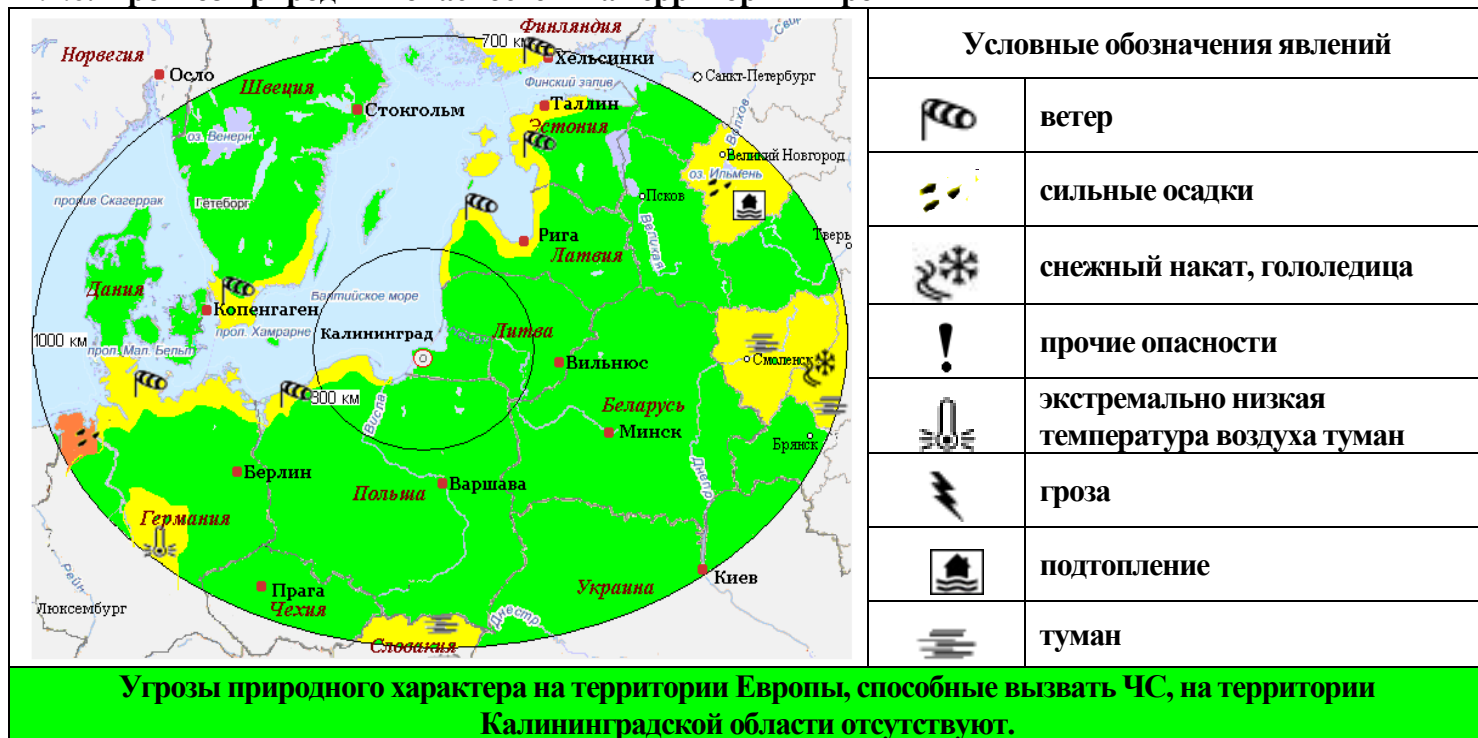 Норвегия
Финляндия
700 км
Хельсинки
Осло
Санкт-Петербург
Швеция
Финский залив
Стокгольм
Таллин
Эстония
Волхов
оз. Венерн
Великий Новгород
оз. Ильмень
пролив Скагеррак
Гётеборг
Псков
Великая
Рига
Тверь
Латвия
Дания
Балтийское море
Копенгаген
прол. Хамрарне
Калининград
Литва
1000 км
прол. Мал. Бельт
Смоленск
Вильнюс
300 км
Висла
Беларусь
Минск
Брянск
Берлин
Днепр
Польша
Варшава
Германия
Украина
Киев
Рейн
Прага
Чехия
Люксембург
Днестр
Словакия
Условные обозначения явлений
ветер
сильные осадки
снежный накат, гололедица
прочие опасности
экстремально низкая
температура воздуха туман
гроза
подтопление
туман
Угрозы природного характера на территории Европы, способные вызвать ЧС, на территории
Калининградской области отсутствуют.